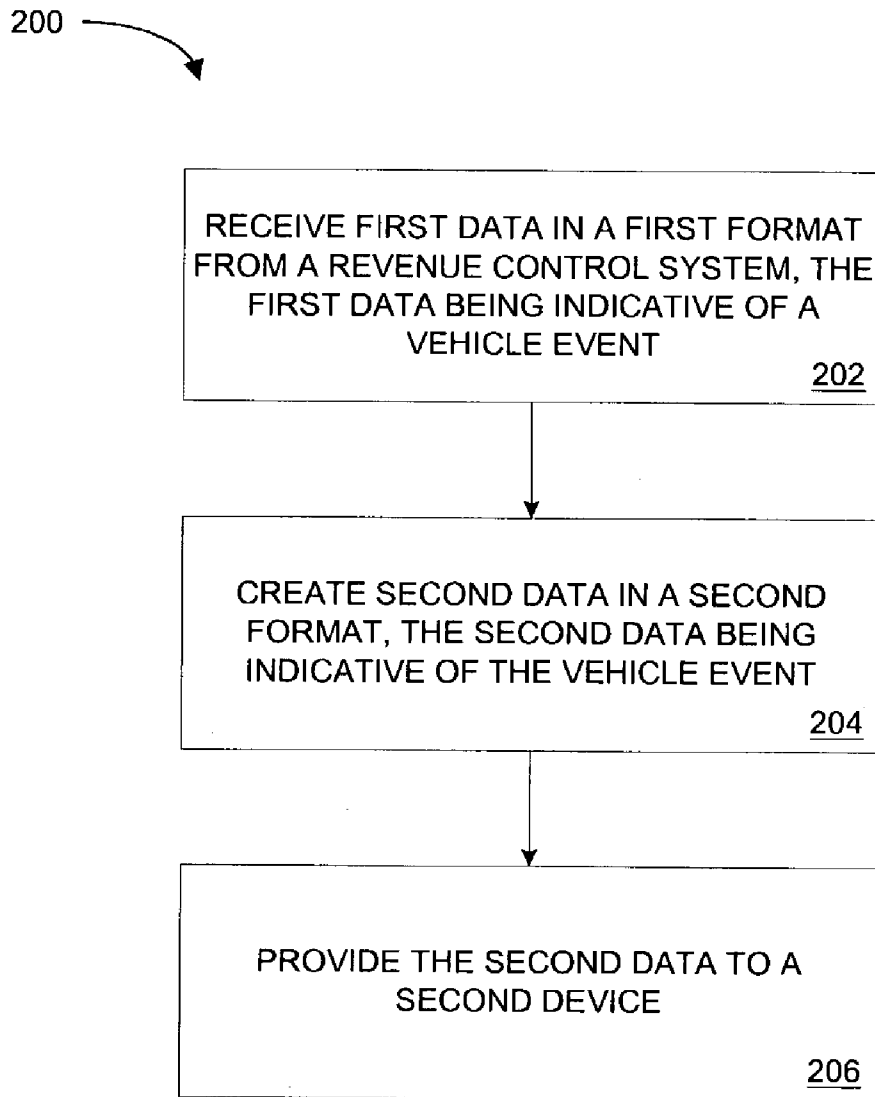 200
RECEIVE FIRST DATA IN A FIRST FORMAT
FROM A REVENUE CONTROL SYSTEM, THE
FIRST DATA BEING INDICATIVE OF A
VEHICLE EVENT
202
CREATE SECOND DATA IN A SECOND
FORMAT, THE SECOND DATA BEING
INDICATIVE OF THE VEHICLE EVENT
204
PROVIDE THE SECOND DATA TO A
SECOND DEVICE
206